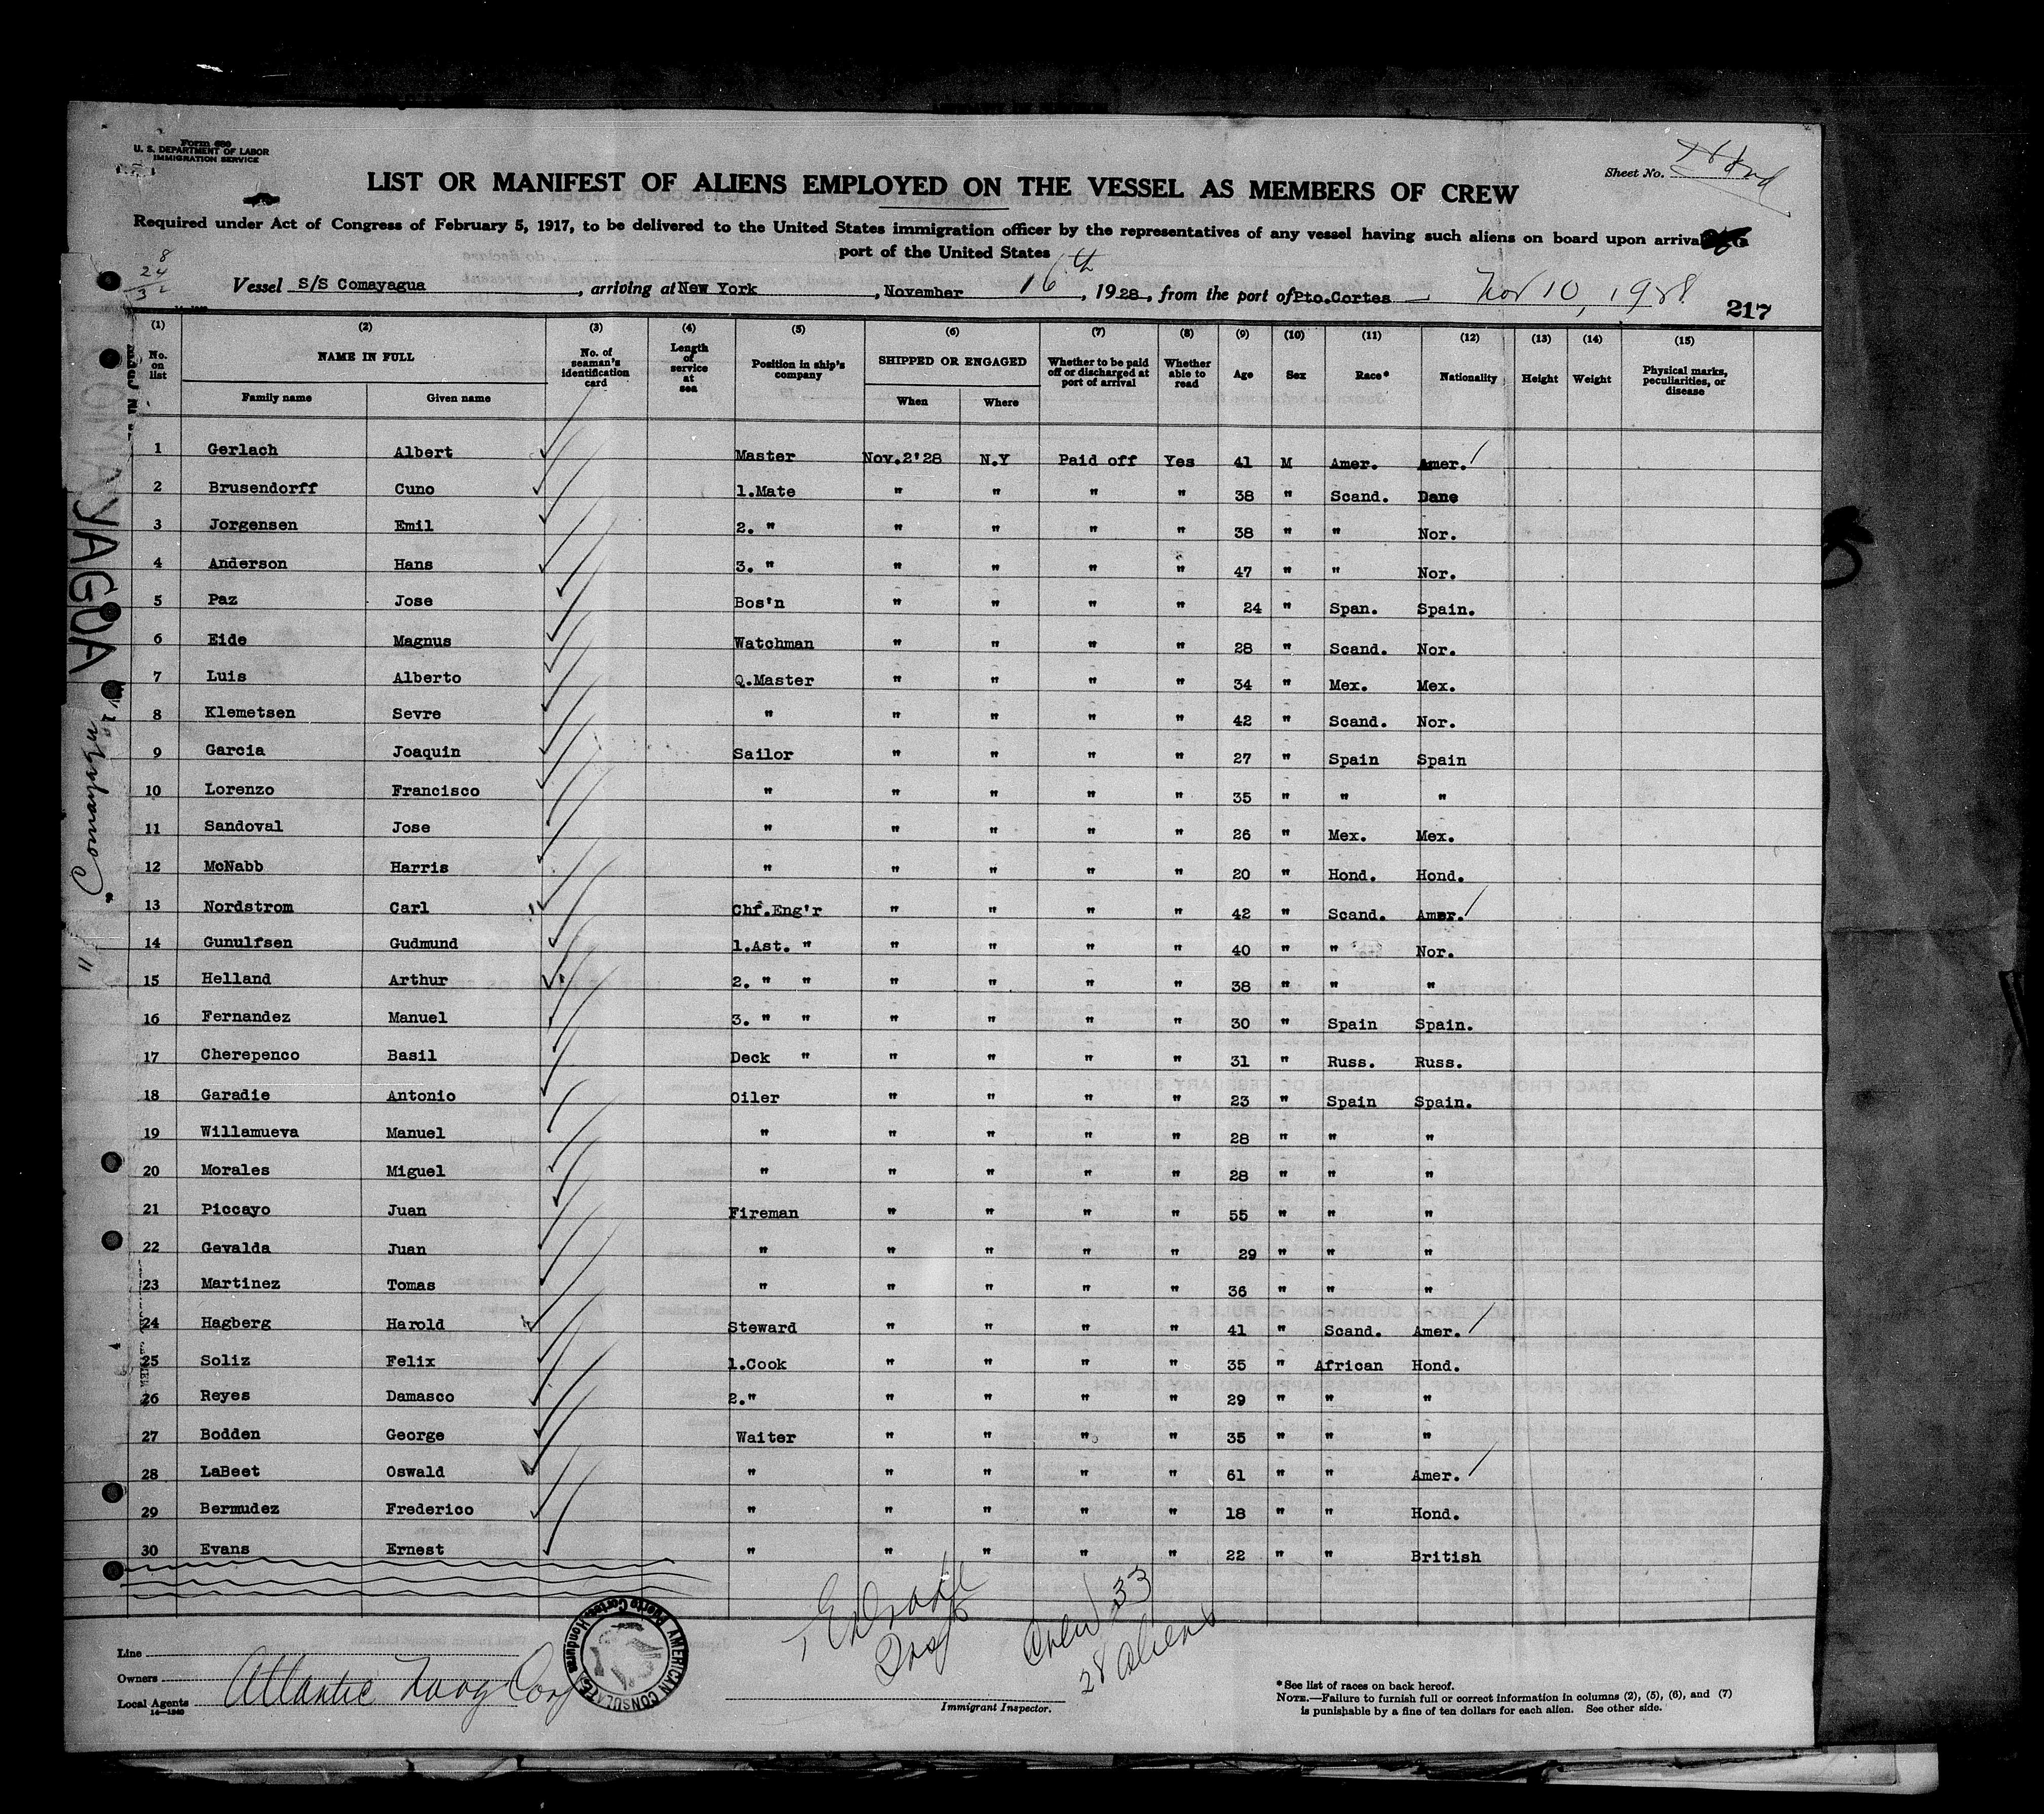 Form 680
U. S. DEPARTMENT OF LABOR
IMMIGRATION SERVICE
Sheet No.
LIST OR MANIFEST OF ALIENS EMPLOYED ON THE VESSEL AS MEMBERS OF CREW
Required under Act of Congress of February 5, 1917, to be delivered to the United States immigration officer by the representatives of any vessel having such aliens on board upon arrival
port of the United States
8
24
32
Vessel S/S Comayagua, arriving at New York, November 16th, 1928, from the port of Pto.Cortes Nov 10, 1928
217
(1) (2) (3) (4) (5) (6) (7) (8) (9) (10) (11) (12) (13) (14) (15)
No. on list NAME IN FULL No. of seaman's identification card Length of service at sea Position in ship's company SHIPPED OR ENGAGED Whether to be paid off or discharged at port of arrival Whether able to read Age Sex Race* Nationality Height Weight Physical marks, peculiarities, or disease
Family name Given name When Where
1 Gerlach Albert Master Nov.2'28 N.Y Paid off Yes 41 M Amer. Amer.
2 Brusendorff Cuno 1.Mate " " " " 38 " Scand. Dane
3 Jorgensen Emil 2. " " " " " 38 " " Nor.
4 Anderson Hans 3. " " " " " 47 " " Nor.
5 Paz Jose Bos'n " " " " 24 " Span. Spain.
6 Eide Magnus Watchman " " " " 28 " Scand. Nor.
7 Luis Alberto Q.Master " " " " 34 " Mex. Mex.
8 Klemetsen Sevre " " " " " 42 " Scand. Nor.
9 Garcia Joaquin Sailor " " " " 27 " Spain Spain
10 Lorenzo Francisco " " " " " 35 " " "
11 Sandoval Jose " " " " " 26 " Mex. Mex.
12 McNabb Harris " " " " " 20 " Hond. Hond.
13 Nordstrom Carl Chf.Eng'r " " " " 42 " Scand. Amer.
14 Gunulfsen Gudmund 1.Ast. " " " " " 40 " " Nor.
15 Helland Arthur 2. " " " " " " 38 " " "
16 Fernandez Manuel 3. " " " " " " 30 " Spain Spain.
17 Cherepenco Basil Deck " " " " " 31 " Russ. Russ.
18 Garadie Antonio Oiler " " " " 23 " Spain Spain.
19 Willamueva Manuel " " " " " 28 " " "
20 Morales Miguel " " " " " 28 " " "
21 Piccayo Juan Fireman " " " " 55 " " "
22 Gevalda Juan " " " " " 29 " " "
23 Martinez Tomas " " " " " 36 " " "
24 Hagberg Harold Steward " " " " 41 " Scand. Amer.
25 Soliz Felix 1.Cook " " " " 35 " African Hond.
26 Reyes Damasco 2." " " " " 29 " " "
27 Bodden George Waiter " " " " 35 " " "
28 LaBeet Oswald " " " " " 61 " " Amer.
29 Bermudez Frederico " " " " " 18 " " Hond.
30 Evans Ernest " " " " " 22 " " British
Crew 33
28 aliens
Line
Owners
Local Agents Atlantic Navg Corp
14—1240
AMERICAN CONSULATE Puerto Cortes, Honduras
Immigrant Inspector.
*See list of races on back hereof.
NOTE.—Failure to furnish full or correct information in columns (2), (5), (6), and (7)
is punishable by a fine of ten dollars for each alien. See other side.
COMAYAGUA
Comayagua
"